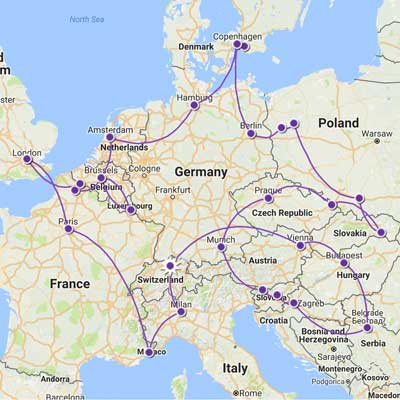 North Sea
Copenhagen
Denmark
Hamburg
Amsterdam
Netherlands
Berlin
Poland
Warsaw
London
Brussels
Belgium
Cologne
Germany
Frankfurt
Luxembourg
Prague
Czech Republic
Paris
Slovakia
Munich
Vienna
Austria
Budapest
Hungary
Switzerland
France
Milan
Slovenia
Zagreb
Croatia
Belgrade
Београд
Bosnia and
Herzegovina
Serbia
Monaco
Italy
Sarajevo
Montenegro
Podgorica
Andorra
Barcelona
Rome
Macedonia